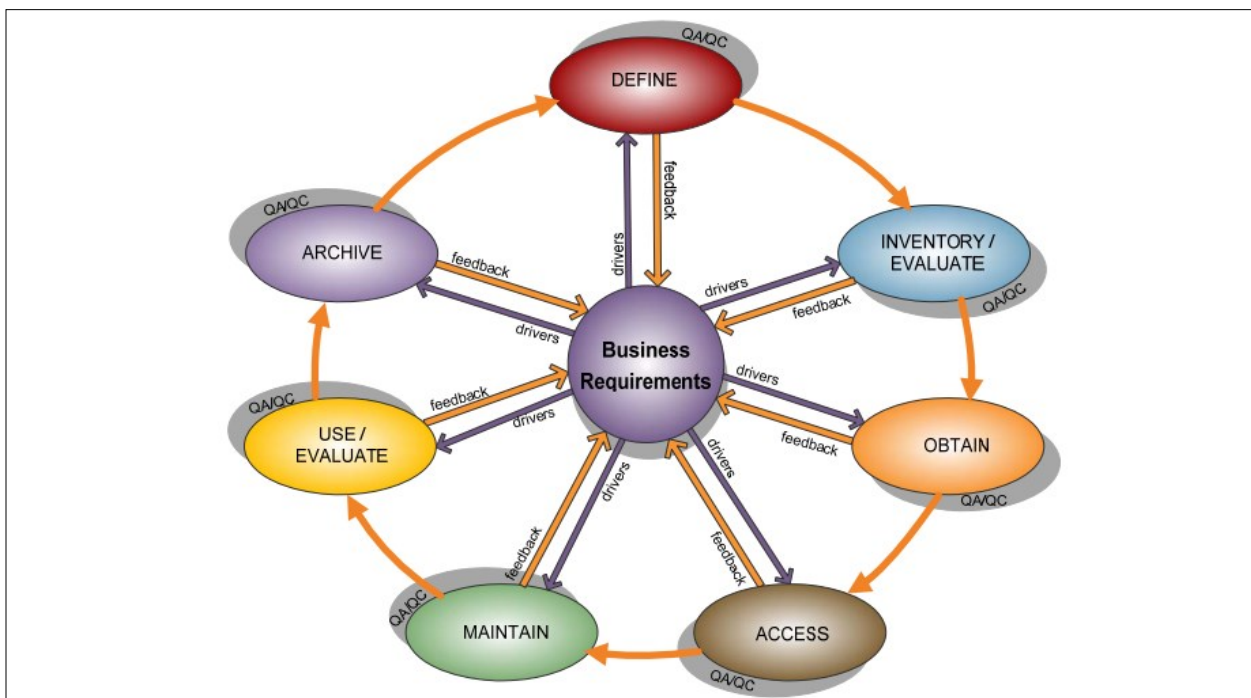 QA/QC
DEFINE
feedback
drivers
QA/QC
ARCHIVE
feedback
drivers
INVENTORY /
EVALUATE
QA/QC
drivers
feedback
Business
Requirements
QA/QC
USE /
EVALUATE
feedback
drivers
drivers
feedback
OBTAIN
QA/QC
drivers
feedback
drivers
feedback
QA/QC
MAINTAIN
ACCESS
QA/QC